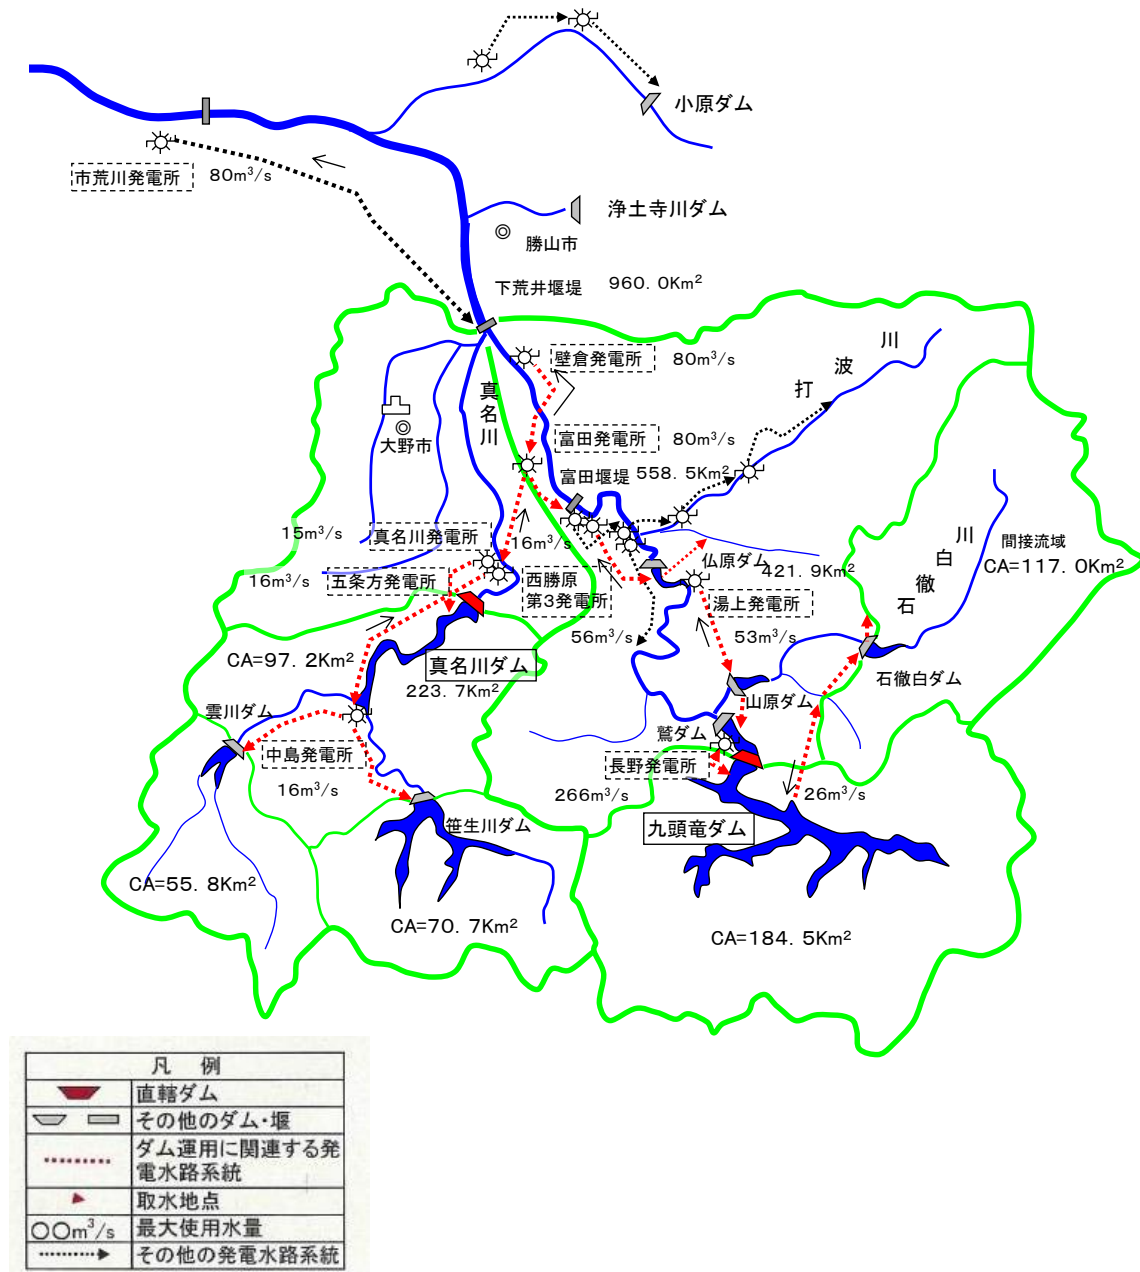 小原ダム
市荒川発電所
80m³/s
浄土寺川ダム
勝山市
下荒井堰堤
960. 0Km²
壁倉発電所
80m³/s
打波川
真名川
大野市
富田発電所
80m³/s
富田堰堤
558. 5Km²
15m³/s
真名川発電所
16m³/s
16m³/s
五条方発電所
西勝原
第3発電所
仏原ダム
421. 9Km²
石徹白川
間接流域
CA=117. 0Km²
湯上発電所
56m³/s
53m³/s
CA=97. 2Km²
真名川ダム
223. 7Km²
石徹白ダム
山原ダム
雲川ダム
鷲ダム
中島発電所
長野発電所
16m³/s
266m³/s
26m³/s
笹生川ダム
九頭竜ダム
CA=55. 8Km²
CA=70. 7Km²
CA=184. 5Km²
凡 例
直轄ダム
その他のダム・堰
ダム運用に関連する発
電水路系統
取水地点
○○m³/s
最大使用水量
その他の発電水路系統